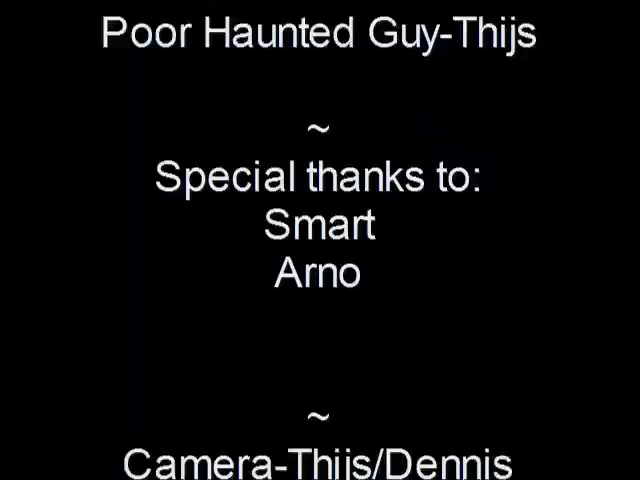 Poor Haunted Guy-Thijs
~
Special thanks to:
Smart
Arno
~
Camera-Thijs/Dennis